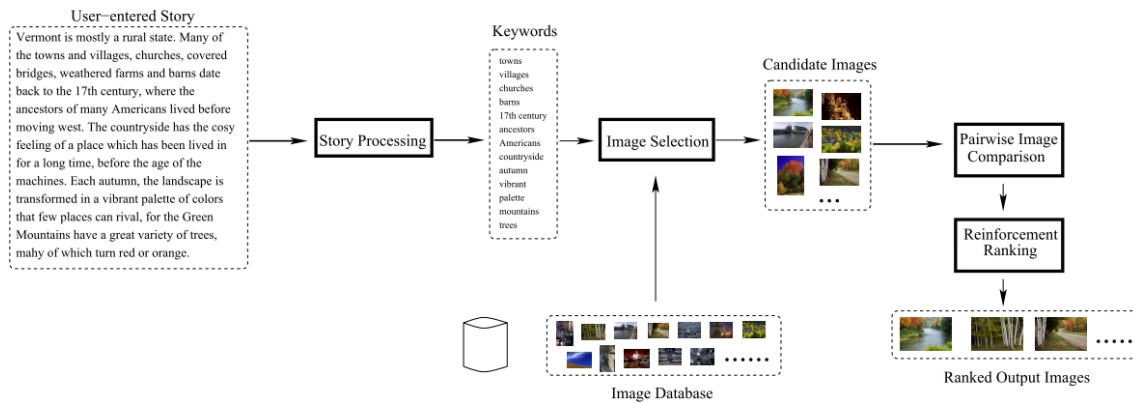 User-entered Story
Vermont is mostly a rural state. Many of
the towns and villages, churches, covered
bridges, weathered farms and barns date
back to the 17th century, where the
ancestors of many Americans lived before
moving west. The countryside has the cosy
feeling of a place which has been lived in
for a long time, before the age of the
machines. Each autumn, the landscape is
transformed in a vibrant palette of colors
that few places can rival, for the Green
Mountains have a great variety of trees,
mahy of which turn red or orange.
Story Processing
Keywords
towns
villages
churches
barns
17th century
ancestors
Americans
countryside
autumn
vibrant
palette
mountains
trees
Image Selection
Candidate Images
Pairwise Image
Comparison
Reinforcement
Ranking
Image Database
Ranked Output Images